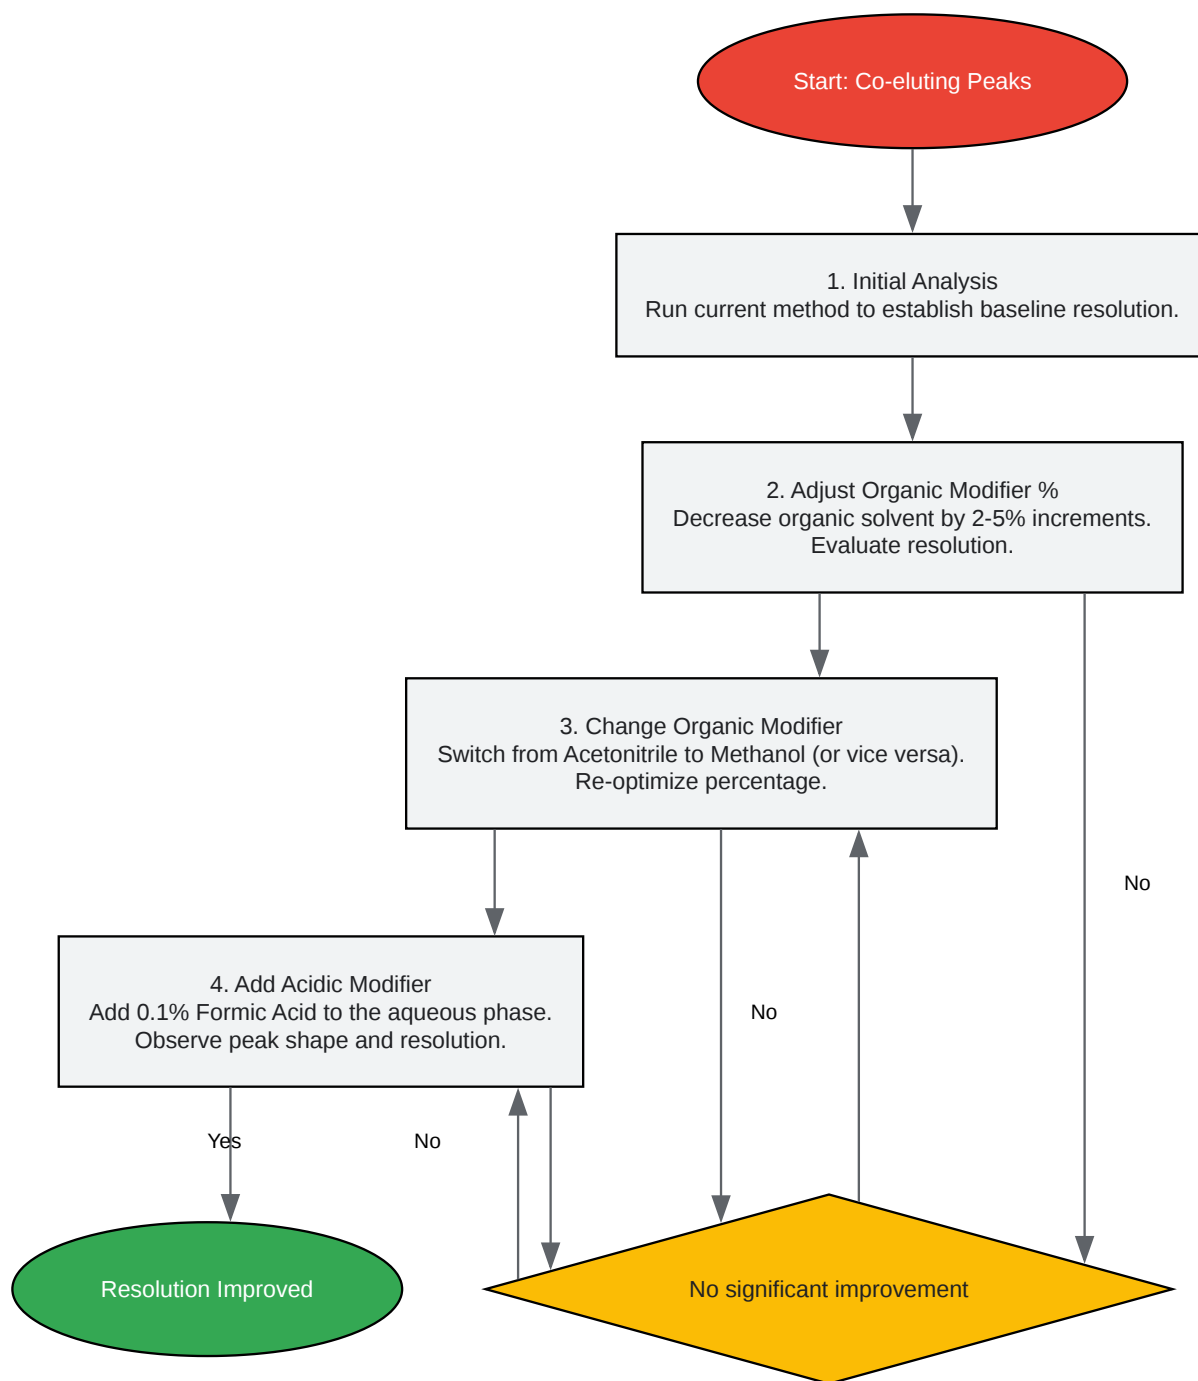 Start: Co-eluting Peaks
1. Initial Analysis
Run current method to establish baseline resolution.
2. Adjust Organic Modifier %
Decrease organic solvent by 2-5% increments.
Evaluate resolution.
3. Change Organic Modifier
Switch from Acetonitrile to Methanol (or vice versa).
Re-optimize percentage.
No
4. Add Acidic Modifier
Add 0.1% Formic Acid to the aqueous phase.
Observe peak shape and resolution.
No
Yes
No
Resolution Improved
No significant improvement